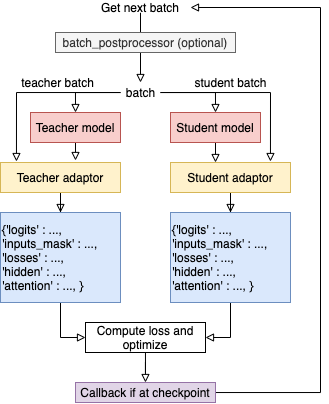 Get next batch
batch_postprocessor (optional)
teacher batch
student batch
batch
Teacher model
Student model
Teacher adaptor
Student adaptor
{'logits' : ...,
'inputs_mask' : ...,
'losses' : ...,
'hidden' : ...,
'attention' : ..., }
{'logits' : ...,
'inputs_mask' : ...,
'losses' : ...,
'hidden' : ...,
'attention' : ..., }
Compute loss and
optimize
Callback if at checkpoint